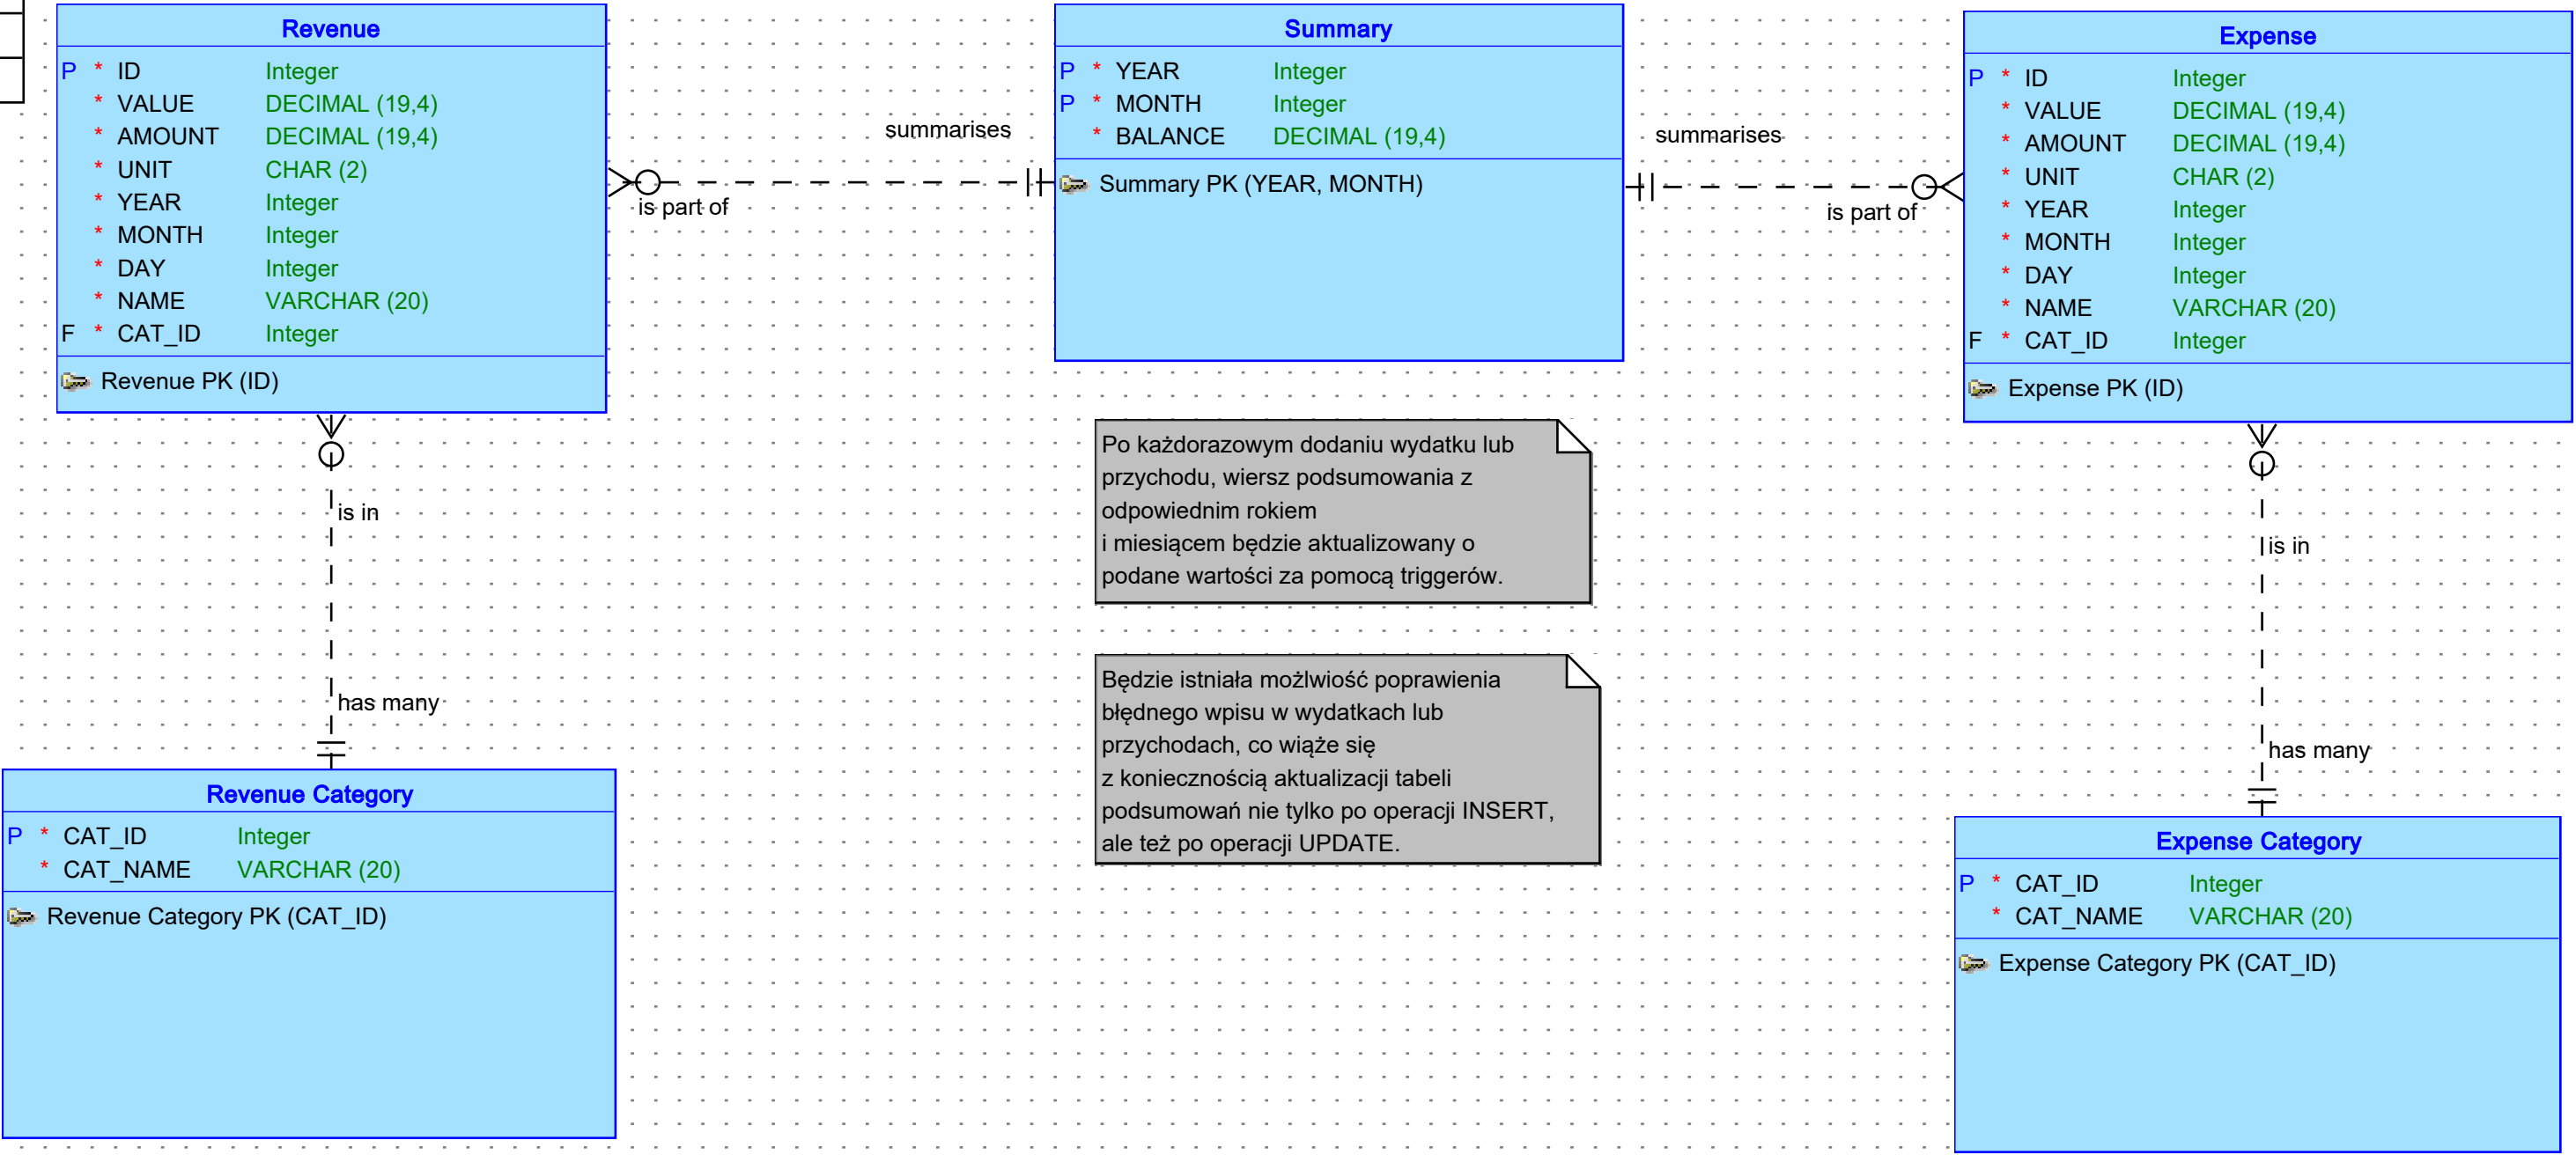 Revenue
P * ID Integer
* VALUE DECIMAL (19,4)
* AMOUNT DECIMAL (19,4)
* UNIT CHAR (2)
* YEAR Integer
* MONTH Integer
* DAY Integer
* NAME VARCHAR (20)
F * CAT_ID Integer
Revenue PK (ID)
summarises
is part of
Summary
P * YEAR Integer
P * MONTH Integer
* BALANCE DECIMAL (19,4)
Summary PK (YEAR, MONTH)
summarises
is part of
Expense
P * ID Integer
* VALUE DECIMAL (19,4)
* AMOUNT DECIMAL (19,4)
* UNIT CHAR (2)
* YEAR Integer
* MONTH Integer
* DAY Integer
* NAME VARCHAR (20)
F * CAT_ID Integer
Expense PK (ID)
is in
has many
Po każdorazowym dodaniu wydatku lub
przychodu, wiersz podsumowania z
odpowiednim rokiem
i miesiącem będzie aktualizowany o
podane wartości za pomocą triggerów.
Będzie istniała możlwiość poprawienia
błędnego wpisu w wydatkach lub
przychodach, co wiąże się
z koniecznością aktualizacji tabeli
podsumowań nie tylko po operacji INSERT,
ale też po operacji UPDATE.
is in
has many
Revenue Category
P * CAT_ID Integer
* CAT_NAME VARCHAR (20)
Revenue Category PK (CAT_ID)
Expense Category
P * CAT_ID Integer
* CAT_NAME VARCHAR (20)
Expense Category PK (CAT_ID)